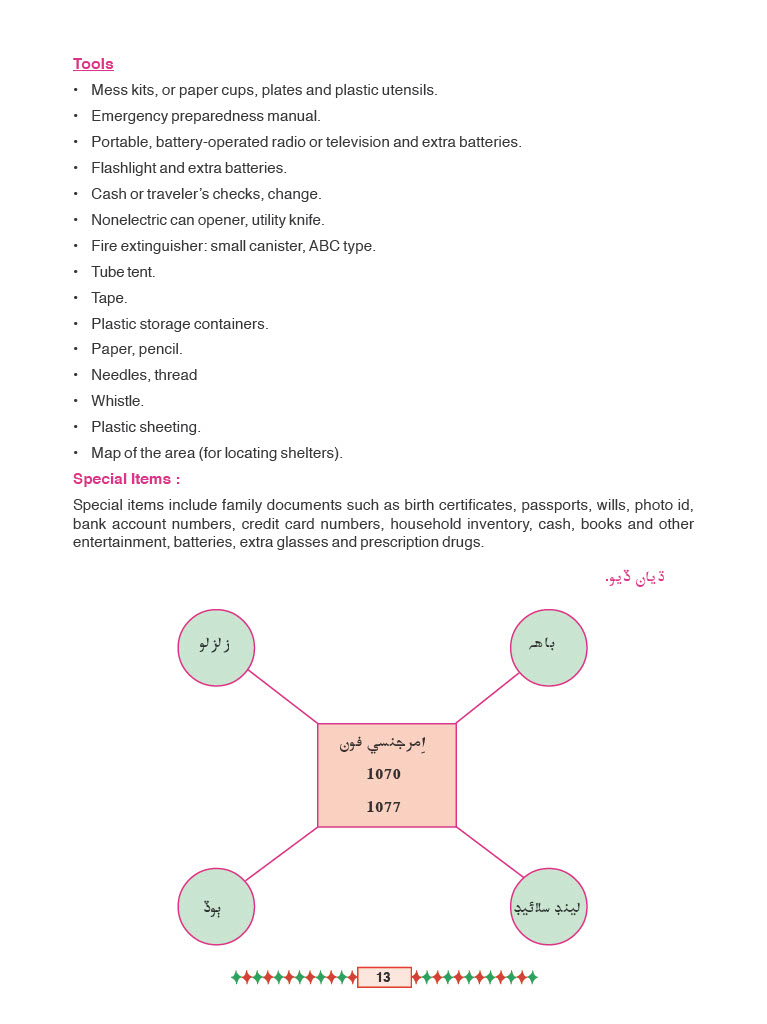 Tools
• Mess kits, or paper cups, plates and plastic utensils.
• Emergency preparedness manual.
• Portable, battery-operated radio or television and extra batteries.
• Flashlight and extra batteries.
• Cash or traveler’s checks, change.
• Nonelectric can opener, utility knife.
• Fire extinguisher: small canister, ABC type.
• Tube tent.
• Tape.
• Plastic storage containers.
• Paper, pencil.
• Needles, thread
• Whistle.
• Plastic sheeting.
• Map of the area (for locating shelters).
Special Items :
Special items include family documents such as birth certificates, passports, wills, photo id,
bank account numbers, credit card numbers, household inventory, cash, books and other
entertainment, batteries, extra glasses and prescription drugs.
ڌيان ڏيو.
زلزلو
باهہ
اِمرجنسي فون
1070
1077
ٻوڏ
لينڊ سلائيڊ
13